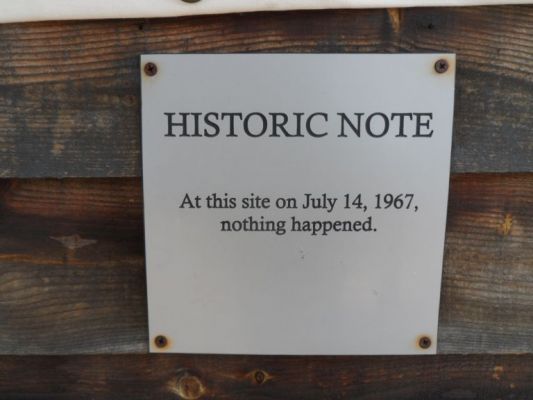 HISTORIC NOTE
At this site on July 14, 1967,
nothing happened.